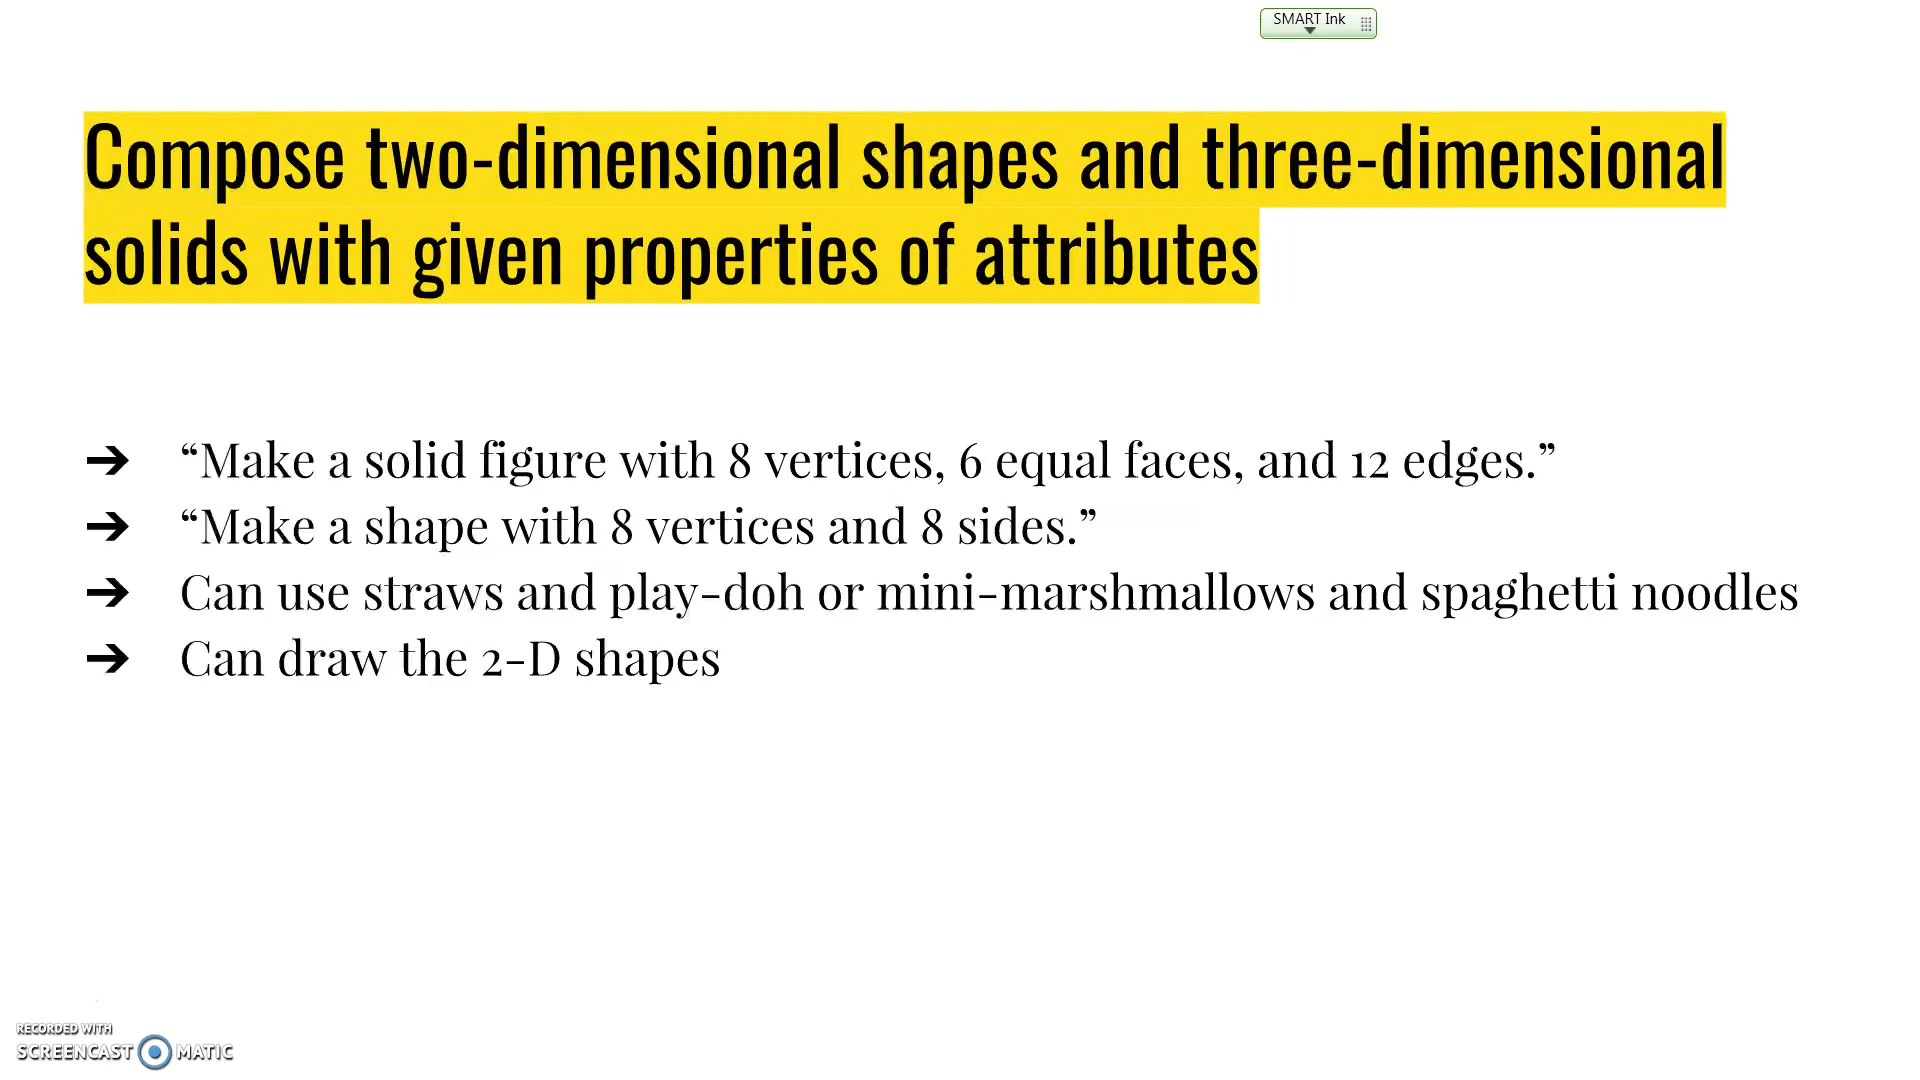 SMART Ink
Compose two-dimensional shapes and three-dimensional
solids with given properties of attributes
➔ “Make a solid figure with 8 vertices, 6 equal faces, and 12 edges.”
➔ “Make a shape with 8 vertices and 8 sides.”
➔ Can use straws and play-doh or mini-marshmallows and spaghetti noodles
➔ Can draw the 2-D shapes
RECORDED WITH
SCREENCAST MATIC